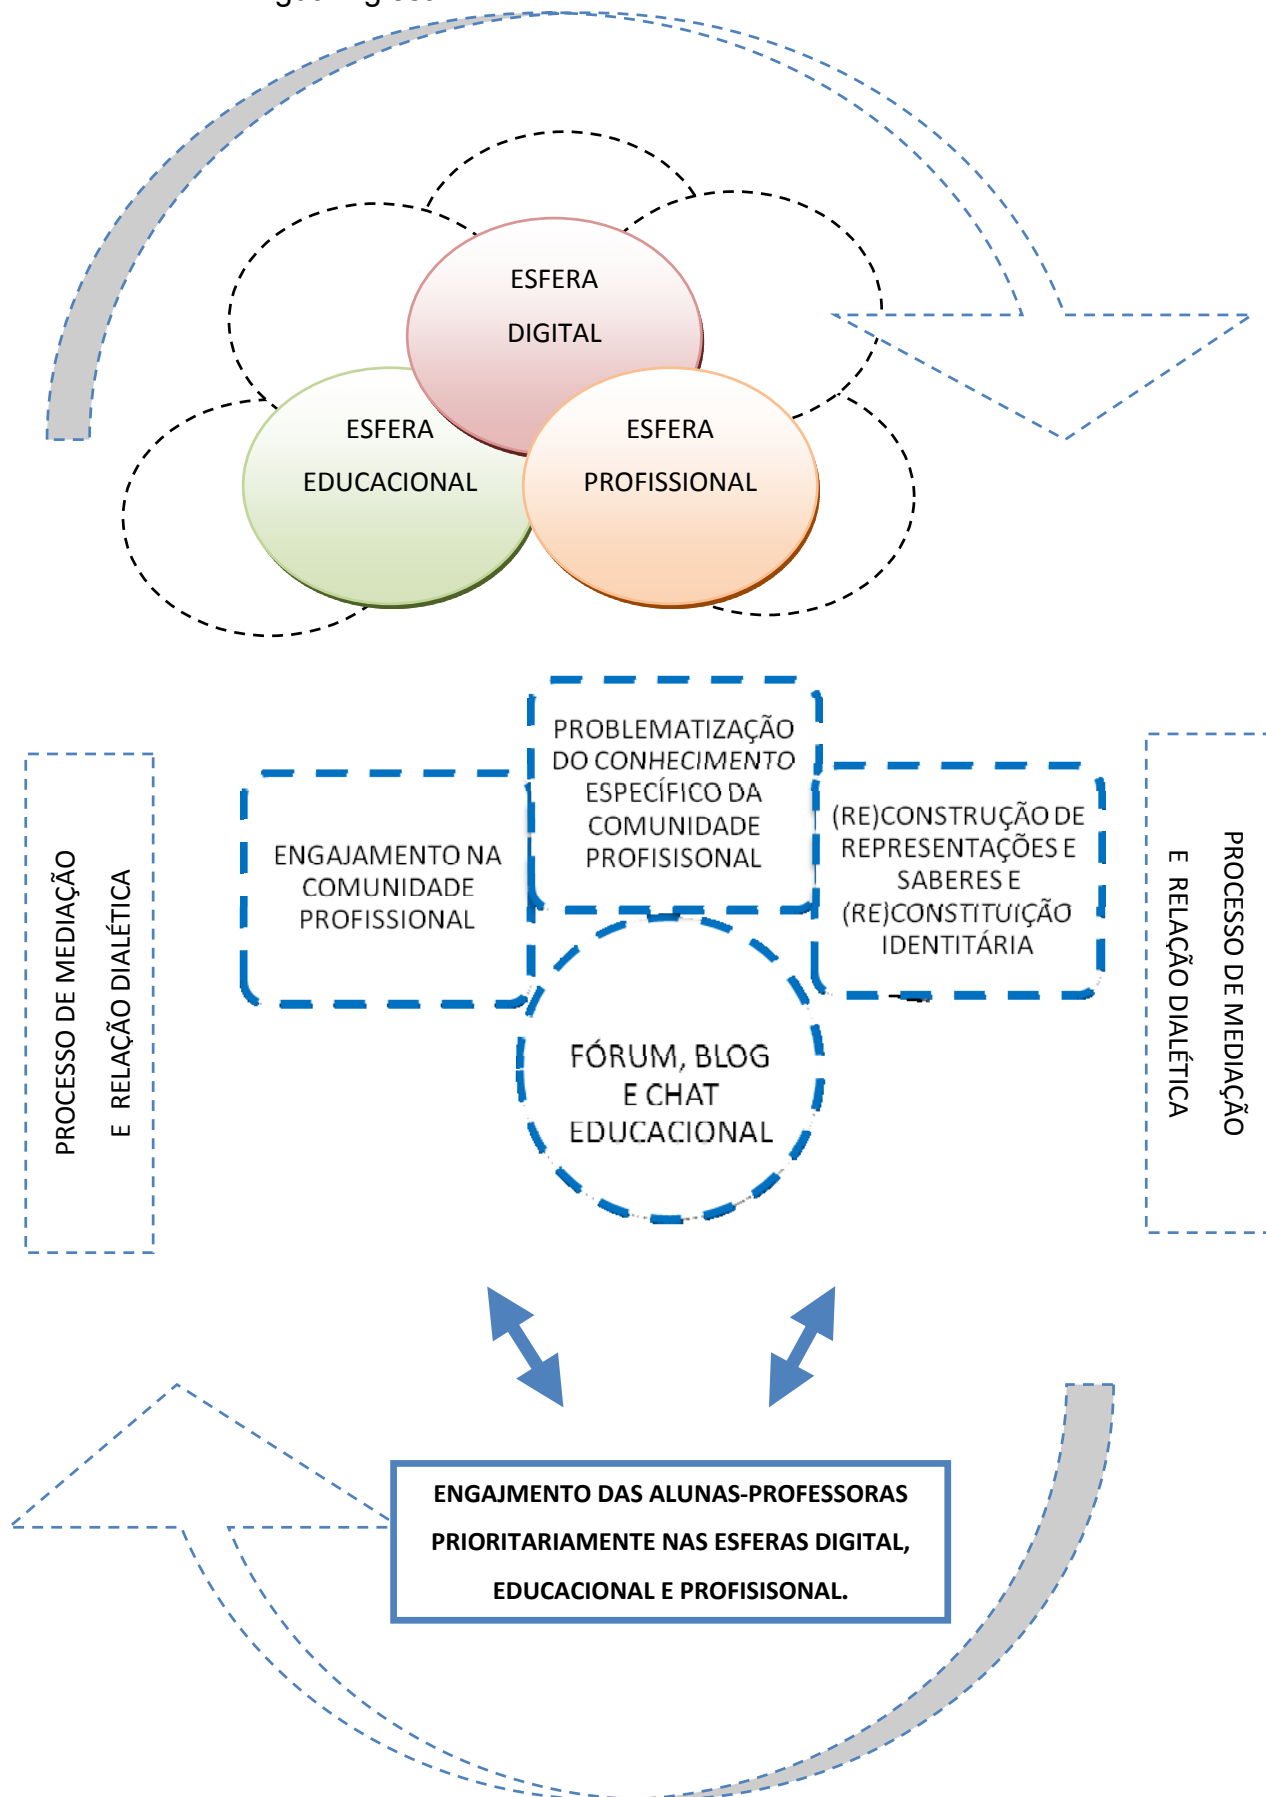 ESFERA
DIGITAL
ESFERA
EDUCACIONAL
ESFERA
PROFISSIONAL
PROBLEMATIZAÇÃO
DO CONHECIMENTO
ESPECÍFICO DA
COMUNIDADE
PROFISISONAL
ENGAJAMENTO NA
COMUNIDADE
PROFISSIONAL
(RE)CONSTRUÇÃO DE
REPRESENTAÇÕES E
SABERES E
(RE)CONSTITUIÇÃO
IDENTITÁRIA
PROCESSO DE MEDIAÇÃO
E RELAÇÃO DIALÉTICA
PROCESSO DE MEDIAÇÃO
E RELAÇÃO DIALÉTICA
FÓRUM, BLOG
E CHAT
EDUCACIONAL
ENGAJMENTO DAS ALUNAS-PROFESSORAS
PRIORITARIAMENTE NAS ESFERAS DIGITAL,
EDUCACIONAL E PROFISISONAL.